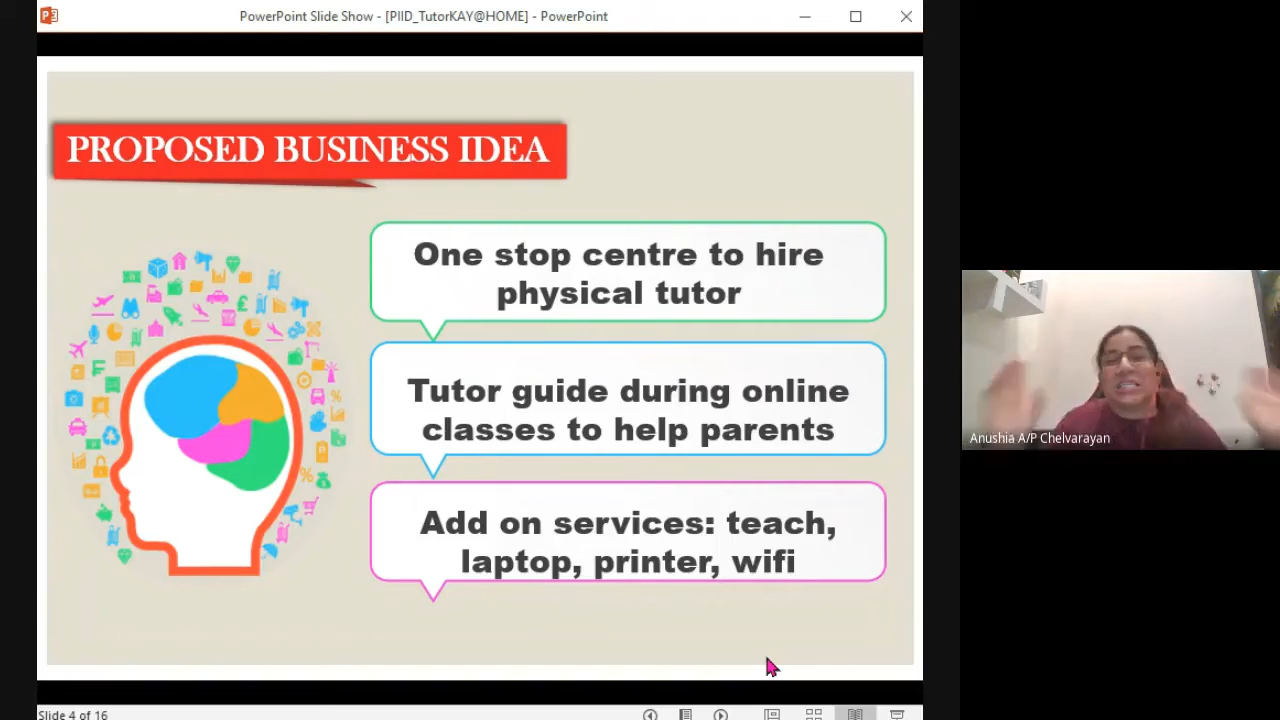 PowerPoint Slide Show - [PIID_TutorKAY@HOME] - PowerPoint
PROPOSED BUSINESS IDEA
One stop centre to hire
physical tutor
Tutor guide during online
classes to help parents
Add on services: teach,
laptop, printer, wifi
Anushia A/P Chelvarayan
Slide 4 of 16